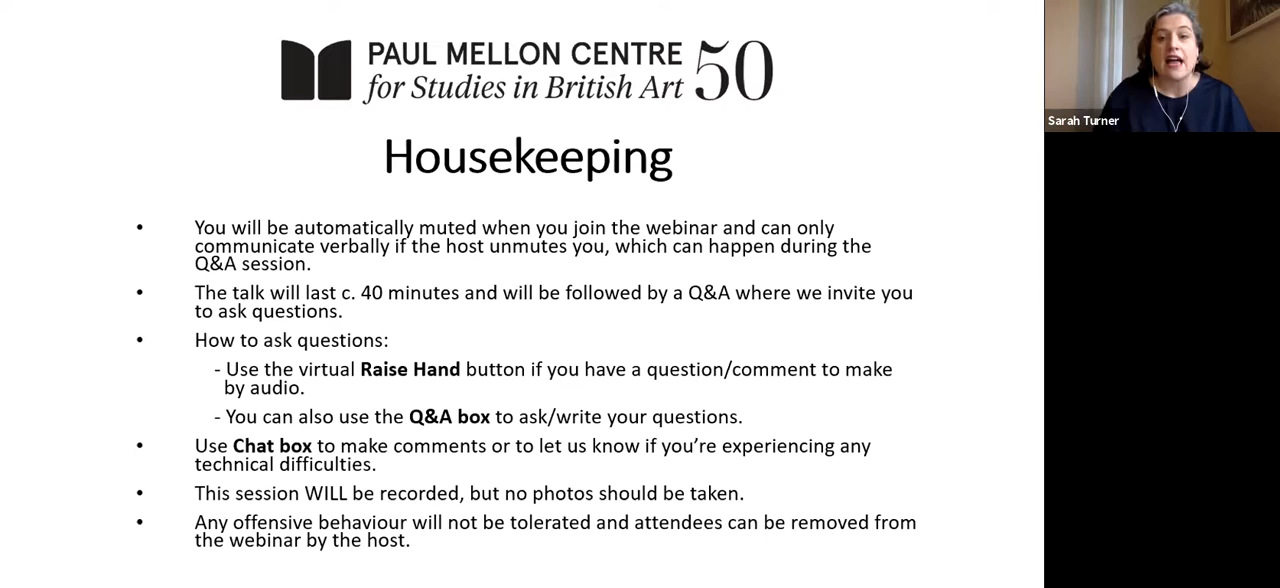 PAUL MELLON CENTRE 50
for Studies in British Art
Sarah Turner
Housekeeping
• You will be automatically muted when you join the webinar and can only
communicate verbally if the host unmutes you, which can happen during the
Q&A session.
• The talk will last c. 40 minutes and will be followed by a Q&A where we invite you
to ask questions.
• How to ask questions:
- Use the virtual Raise Hand button if you have a question/comment to make
by audio.
- You can also use the Q&A box to ask/write your questions.
• Use Chat box to make comments or to let us know if you’re experiencing any
technical difficulties.
• This session WILL be recorded, but no photos should be taken.
• Any offensive behaviour will not be tolerated and attendees can be removed from
the webinar by the host.